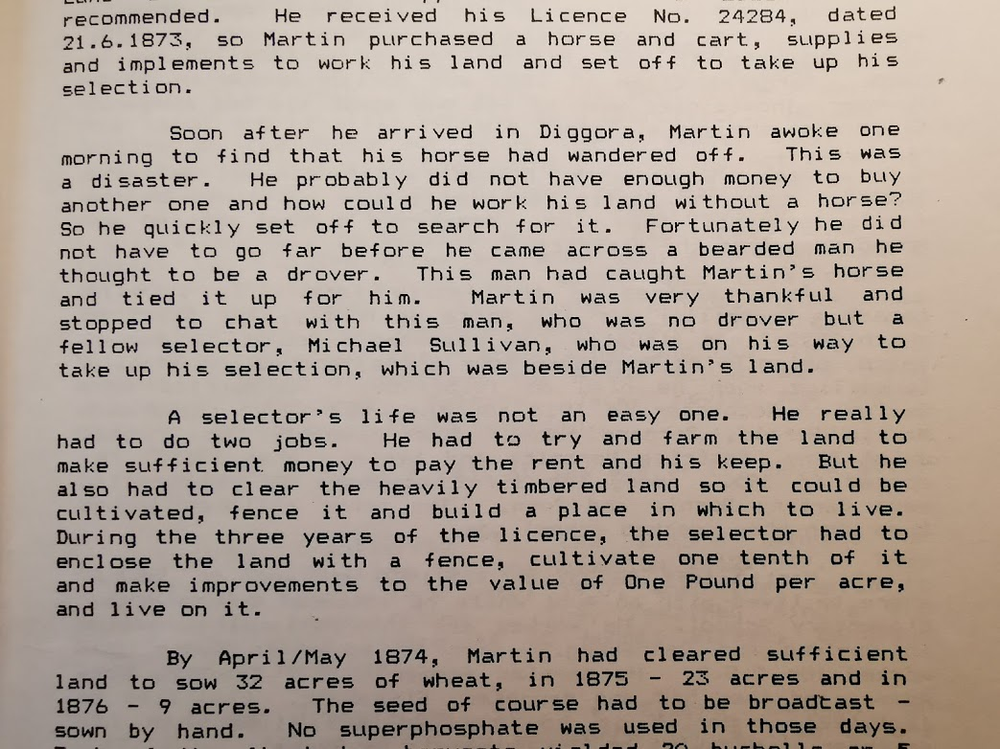 recommended. He received his Licence No. 24284, dated
21.6.1873, so Martin purchased a horse and cart, supplies
and implements to work his land and set off to take up his
selection.
Soon after he arrived in Diggora, Martin awoke one
morning to find that his horse had wandered off. This was
a disaster. He probably did not have enough money to buy
another one and how could he work his land without a horse?
So he quickly set off to search for it. Fortunately he did
not have to go far before he came across a bearded man he
thought to be a drover. This man had caught Martin's horse
and tied it up for him. Martin was very thankful and
stopped to chat with this man, who was no drover but a
fellow selector, Michael Sullivan, who was on his way to
take up his selection, which was beside Martin's land.
A selector's life was not an easy one. He really
had to do two jobs. He had to try and farm the land to
make sufficient money to pay the rent and his keep. But he
also had to clear the heavily timbered land so it could be
cultivated, fence it and build a place in which to live.
During the three years of the licence, the selector had to
enclose the land with a fence, cultivate one tenth of it
and make improvements to the value of One Pound per acre,
and live on it.
By April/May 1874, Martin had cleared sufficient
land to sow 32 acres of wheat, in 1875 - 23 acres and in
1876 - 9 acres. The seed of course had to be broadcast -
sown by hand. No superphosphate was used in those days.